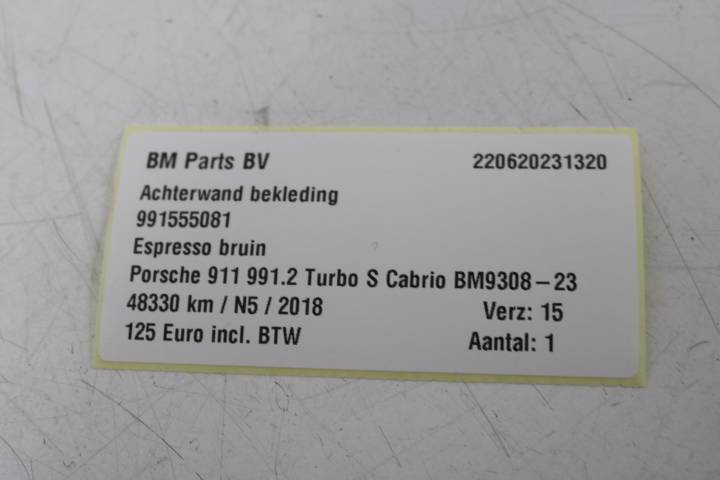 BM Parts BV 220620231320
Achterwand bekleding
991555081
Espresso bruin
Porsche 911 991.2 Turbo S Cabrio BM9308-23
48330 km / N5 / 2018 Verz: 15
125 Euro incl. BTW Aantal: 1